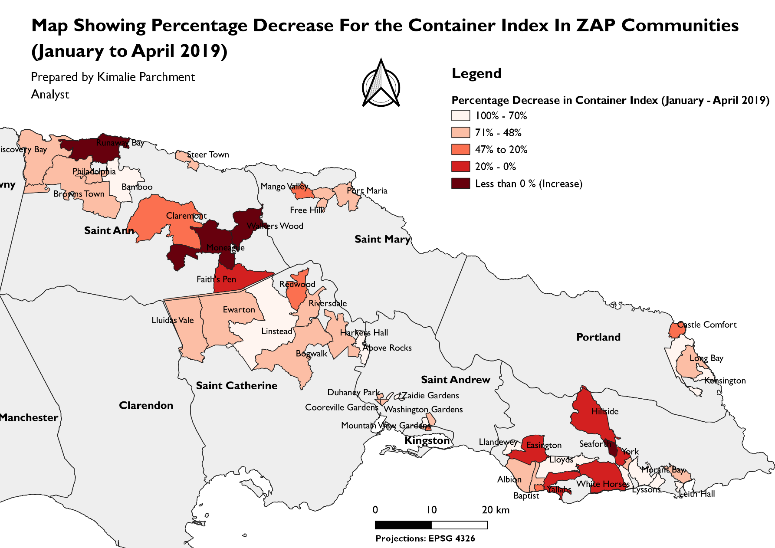 Map Showing Percentage Decrease For the Container Index In ZAP Communities
(January to April 2019)
Prepared by Kimalie Parchment
Analyst
Legend
Percentage Decrease in Container Index (January - April 2019)
100% - 70%
71% - 48%
47% to 20%
20% - 0%
Less than 0 % (Increase)
Discovery Bay
Running Bay
Steer Town
Philadelphia
Bamboo
Browns Town
Mango Valley
Port Maria
Free Hill
Claremont
Saint Ann
Walkers Wood
Saint Mary
Moneague
Faith's Pen
Redwood
Riversdale
Ewarton
Lluidas Vale
Linstead
Harkers Hall
Above Rocks
Bogwalk
Castle Comfort
Portland
Long Bay
Kensington
Saint Catherine
Saint Andrew
Clarendon
Manchester
Duhaney Park
Zaidie Gardens
Cooreville Gardens
Washington Gardens
Mountain View Gardens
Kingston
Hillside
Llandewey
Easington
Seaforth
York
Lloyds
Albion
Morant Bay
White Horses
Yallahs
Baptist
Lyssons
Leith Hall
0 10 20 km
Projections: EPSG 4326